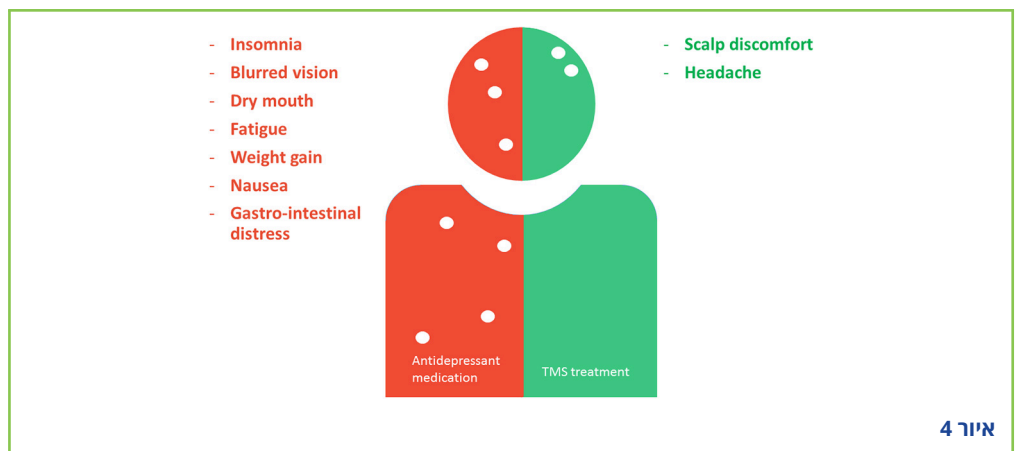 - Insomnia
- Blurred vision
- Dry mouth
- Fatigue
- Weight gain
- Nausea
- Gastro-intestinal
distress
- Scalp discomfort
- Headache
Antidepressant
medication
TMS treatment
איור 4